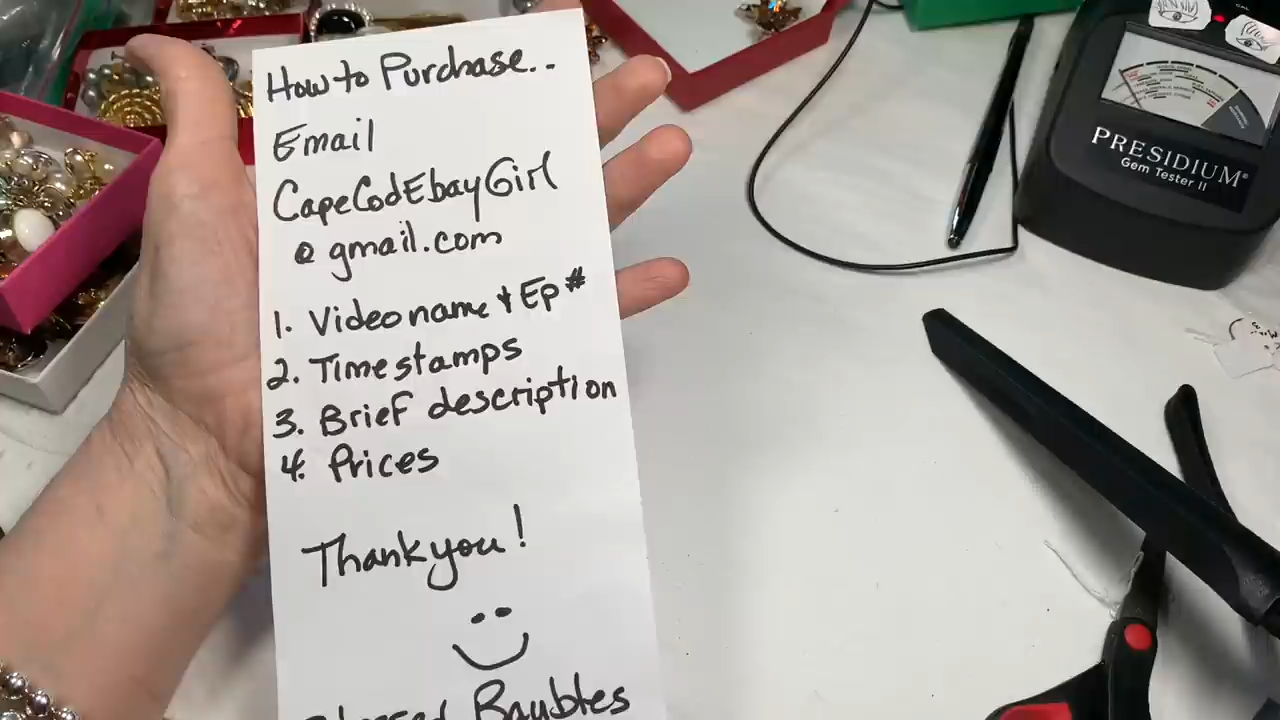 How to Purchase..
Email
CapeCodEbayGirl
@ gmail.com
1. Video name & Ep #
2. Timestamps
3. Brief description
4. Prices
Thank you!
Baubles
PRESIDIUM®
Gem Tester II